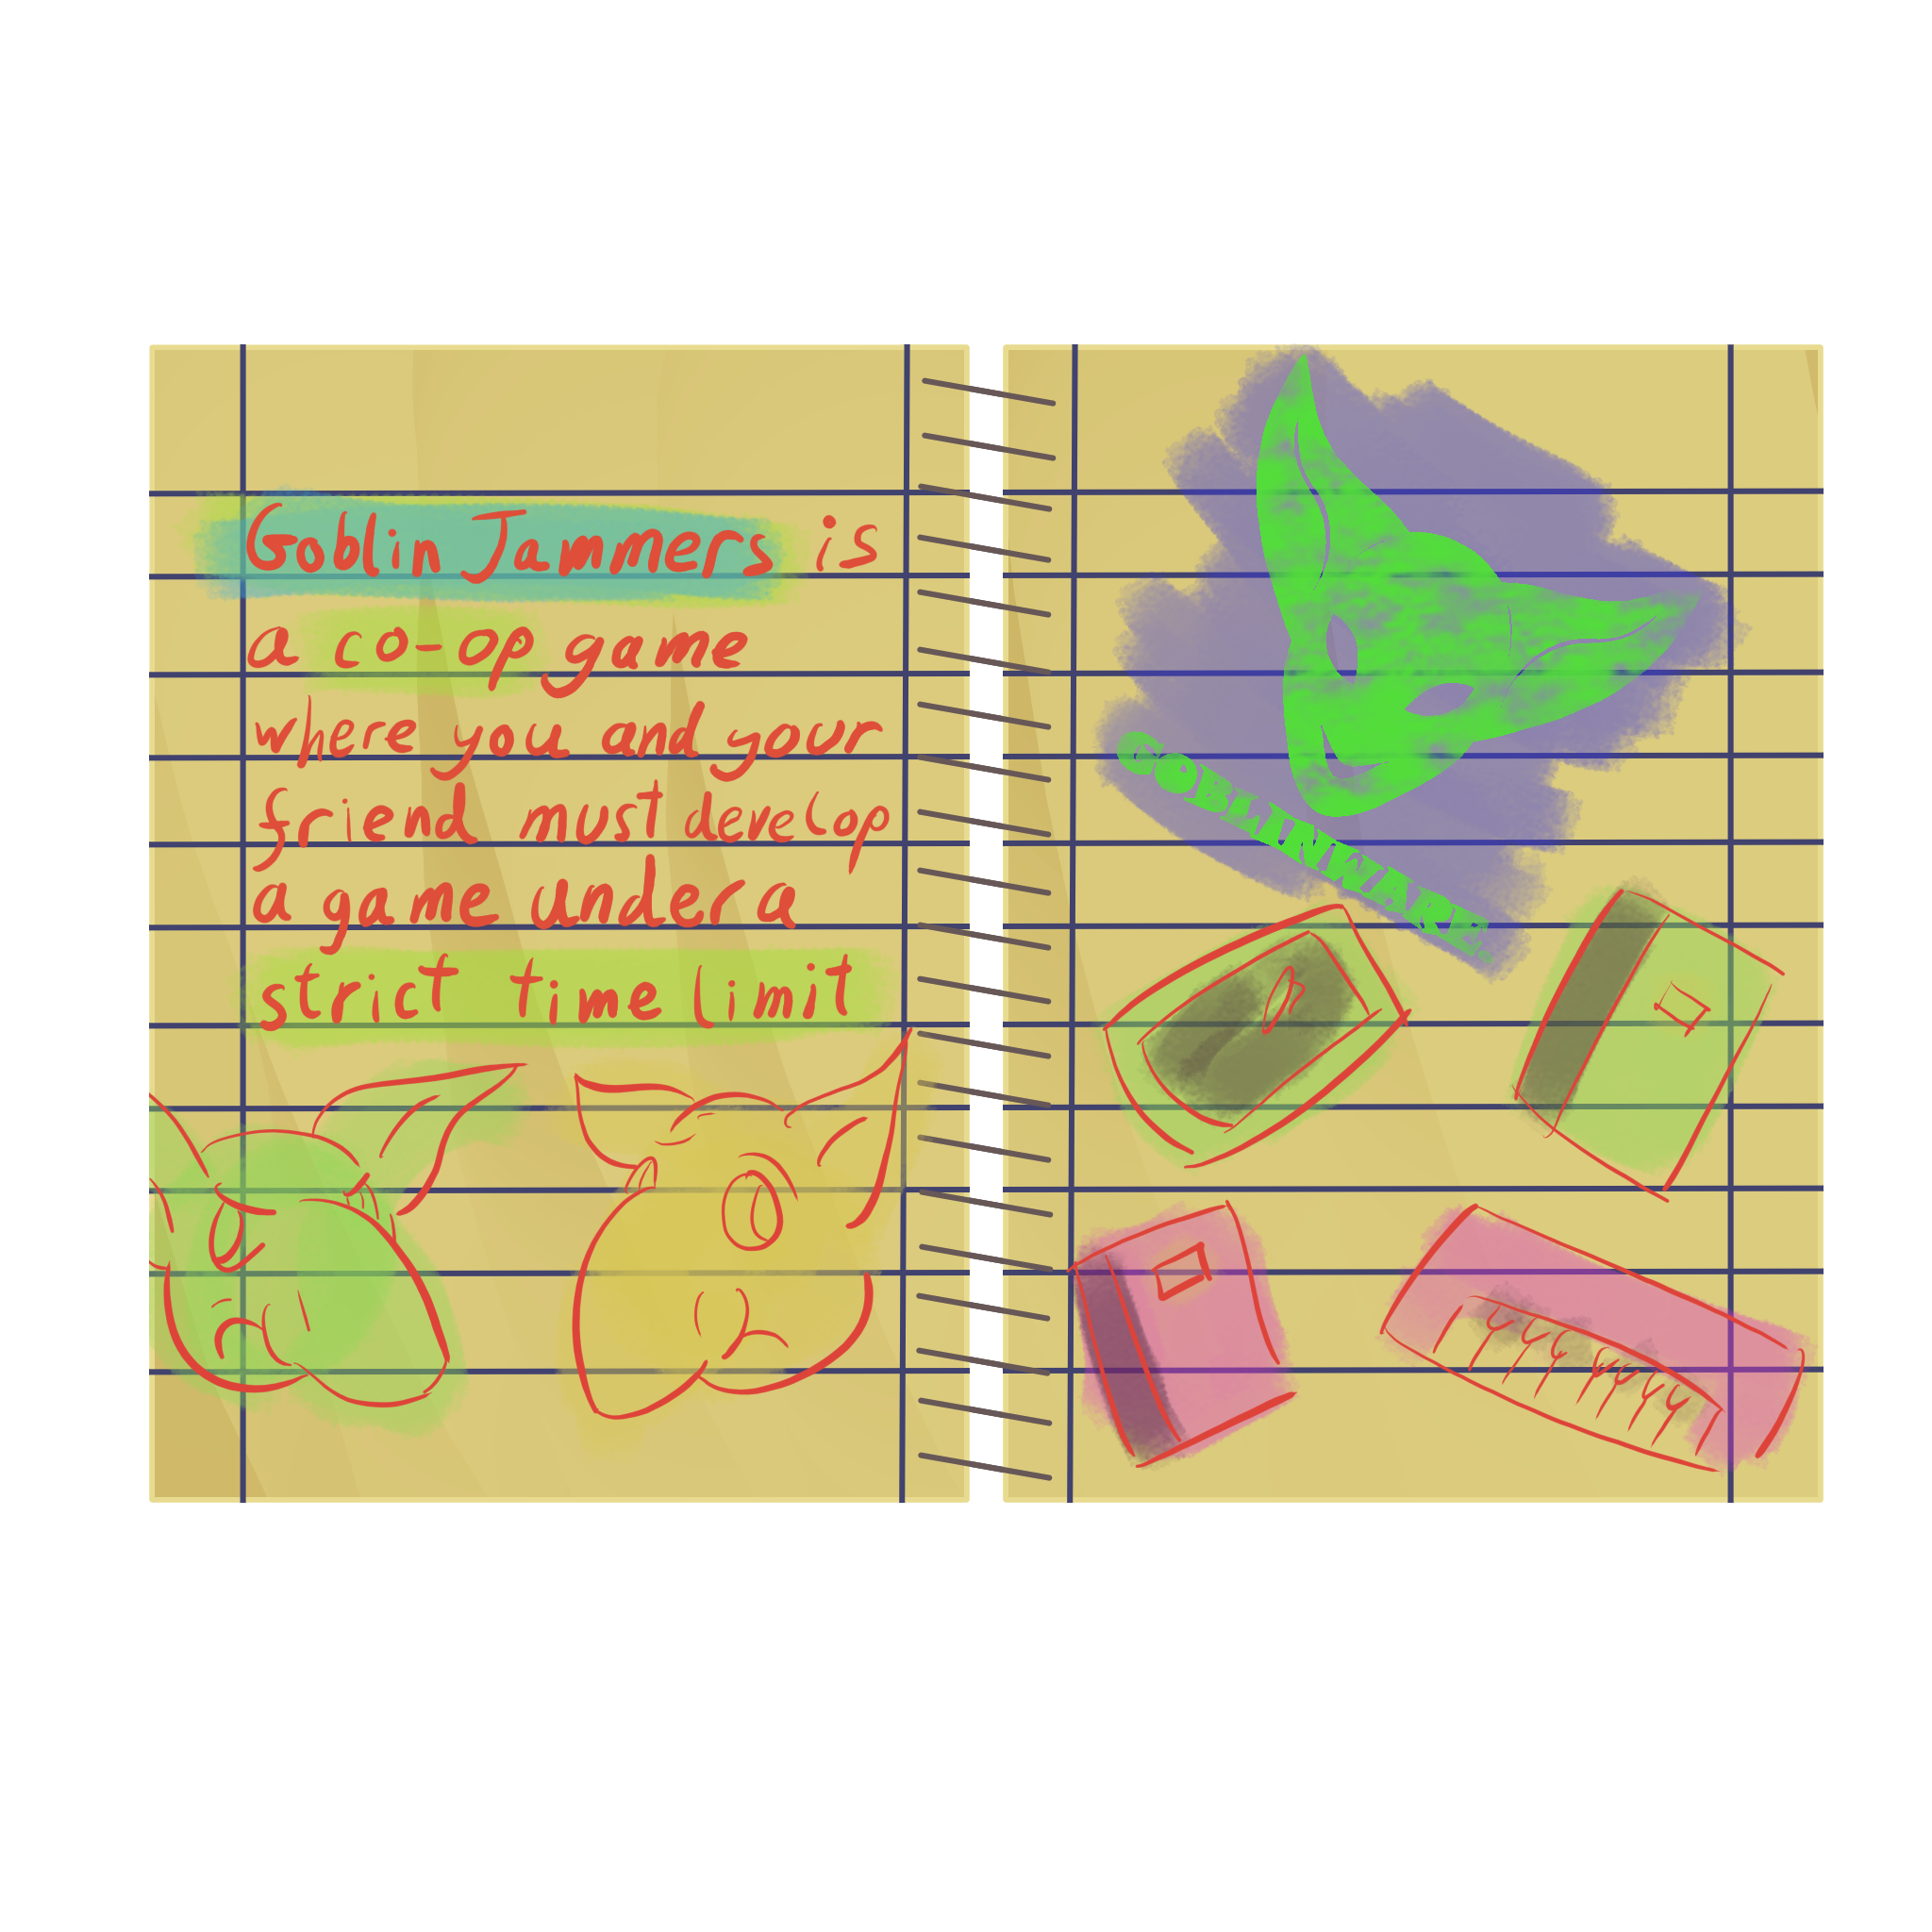 Goblin Jammers is
a co-op game
where you and your
friend must develop
a game under a
strict time limit
GOBLINWARE